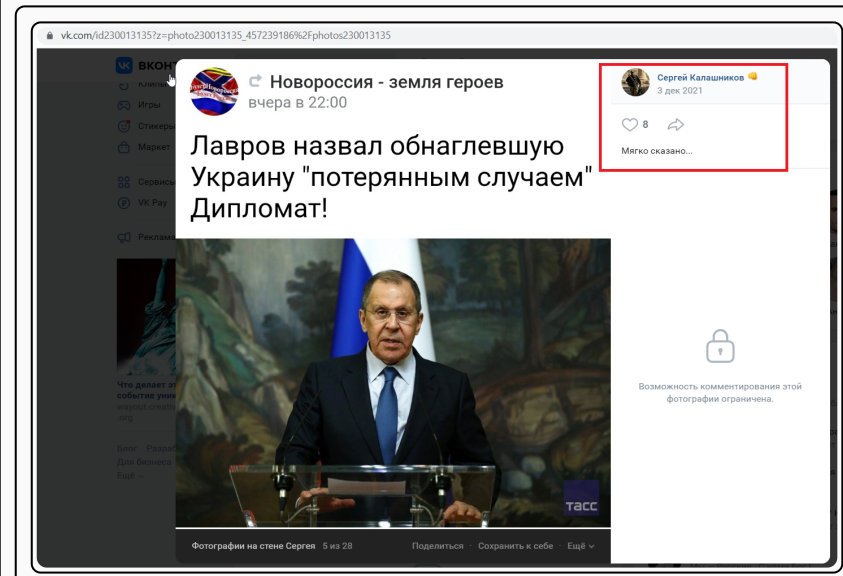 vk.com/id230013135?z=photo230013135_457239186%2Fphotos230013135
ВКОНТ
Клипы
Игры
Стикеры
Маркет
Сервисы
VK Pay
Реклама
Что делает эт
событие уник
.org
Блог Разраб
Для бизнеса
Ещё
Новороссия - земля героев
вчера в 22:00
Лавров назвал обнаглевшую
Украину "потерянным случаем"
Дипломат!
тасс
Фотографии на стене Сергея 5 из 28
Поделиться · Сохранить к себе · Ещё
Сергей Калашников
3 дек 2021
8
Мягко сказано...
Возможность комментирования этой
фотографии ограничена.